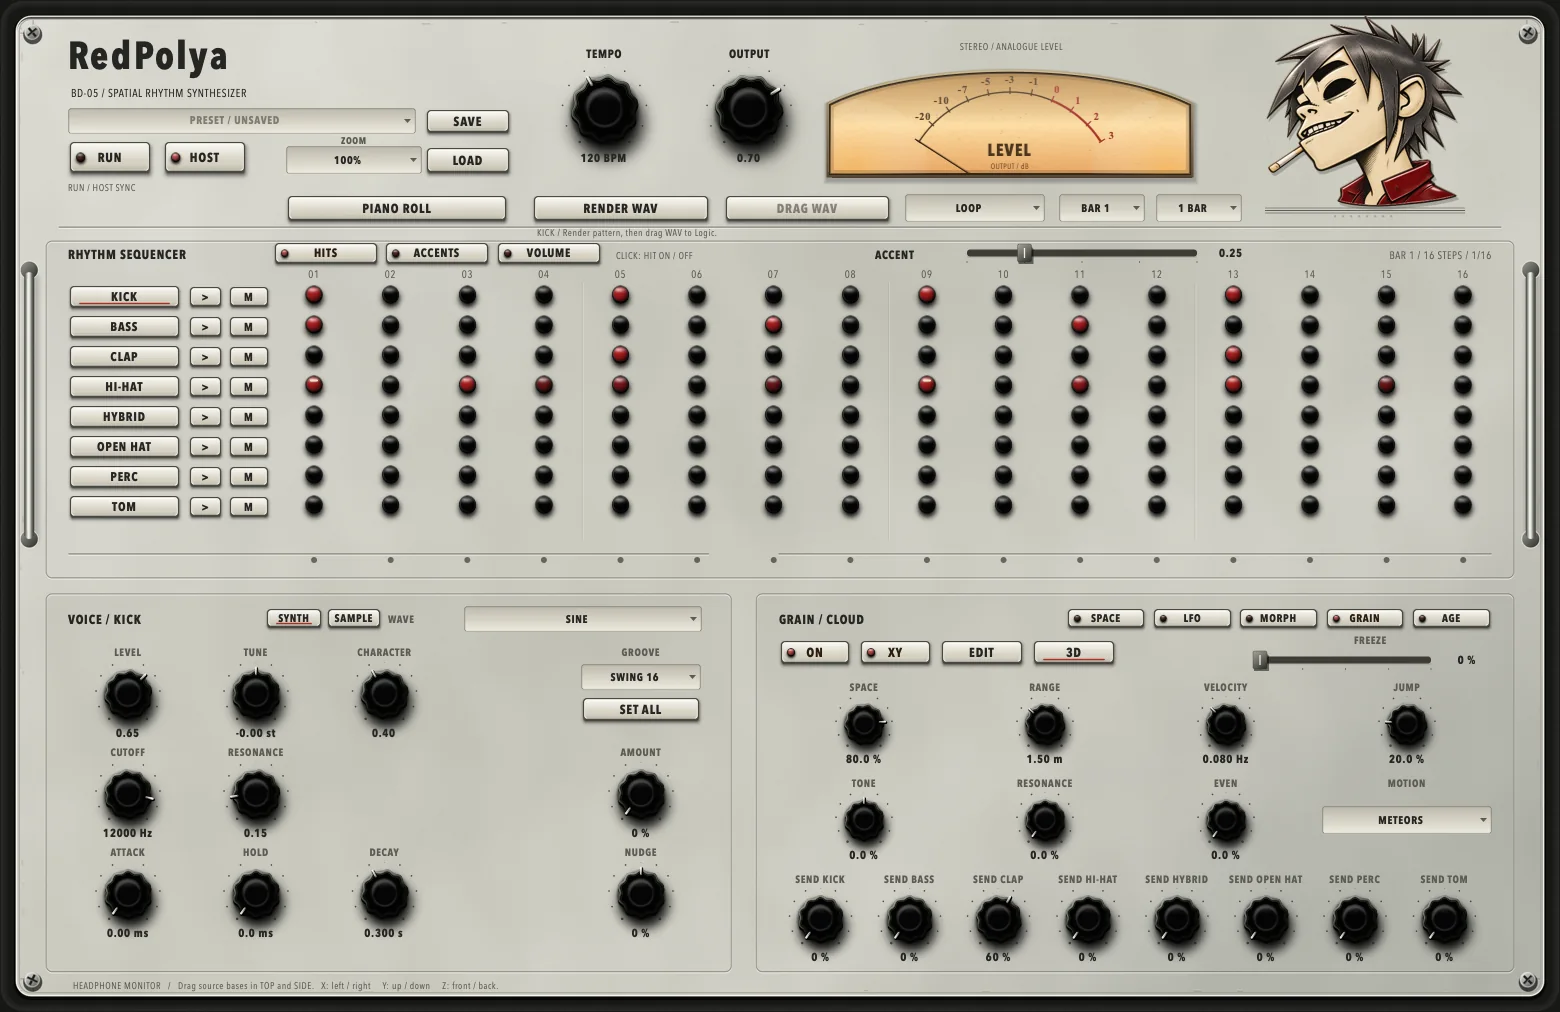 RedPolya
BD-05 / SPATIAL RHYTHM SYNTHESIZER
PRESET / UNSAVED
SAVE
ZOOM
RUN
HOST
100%
LOAD
RUN / HOST SYNC
TEMPO
120 BPM
OUTPUT
0.70
STEREO / ANALOGUE LEVEL
-20 -10 -7 -5 -3 -1 0 1 2 3
LEVEL
OUTPUT / dB
PIANO ROLL
RENDER WAV
DRAG WAV
LOOP
BAR 1
1 BAR
KICK / Render pattern, then drag WAV to Logic.
RHYTHM SEQUENCER
HITS
ACCENTS
VOLUME
CLICK: HIT ON / OFF
ACCENT
0.25
BAR 1 / 16 STEPS / 1/16
01 02 03 04 05 06 07 08 09 10 11 12 13 14 15 16
KICK > M
BASS > M
CLAP > M
HI-HAT > M
HYBRID > M
OPEN HAT > M
PERC > M
TOM > M
VOICE / KICK
SYNTH
SAMPLE
WAVE
SINE
LEVEL TUNE CHARACTER GROOVE
SWING 16
SET ALL
0.65 -0.00 st 0.40
CUTOFF RESONANCE AMOUNT
12000 Hz 0.15 0 %
ATTACK HOLD DECAY NUDGE
0.00 ms 0.0 ms 0.300 s 0 %
GRAIN / CLOUD
SPACE
LFO
MORPH
GRAIN
AGE
ON
XY
EDIT
3D
FREEZE
0 %
SPACE RANGE VELOCITY JUMP
80.0 % 1.50 m 0.080 Hz 20.0 %
TONE RESONANCE EVEN MOTION
METEORS
0.0 % 0.0 % 0.0 %
SEND KICK SEND BASS SEND CLAP SEND HI-HAT SEND HYBRID SEND OPEN HAT SEND PERC SEND TOM
0 % 0 % 60 % 0 % 0 % 0 % 0 % 0 %
HEADPHONE MONITOR / Drag source bases in TOP and SIDE. X: left / right Y: up / down Z: front / back.